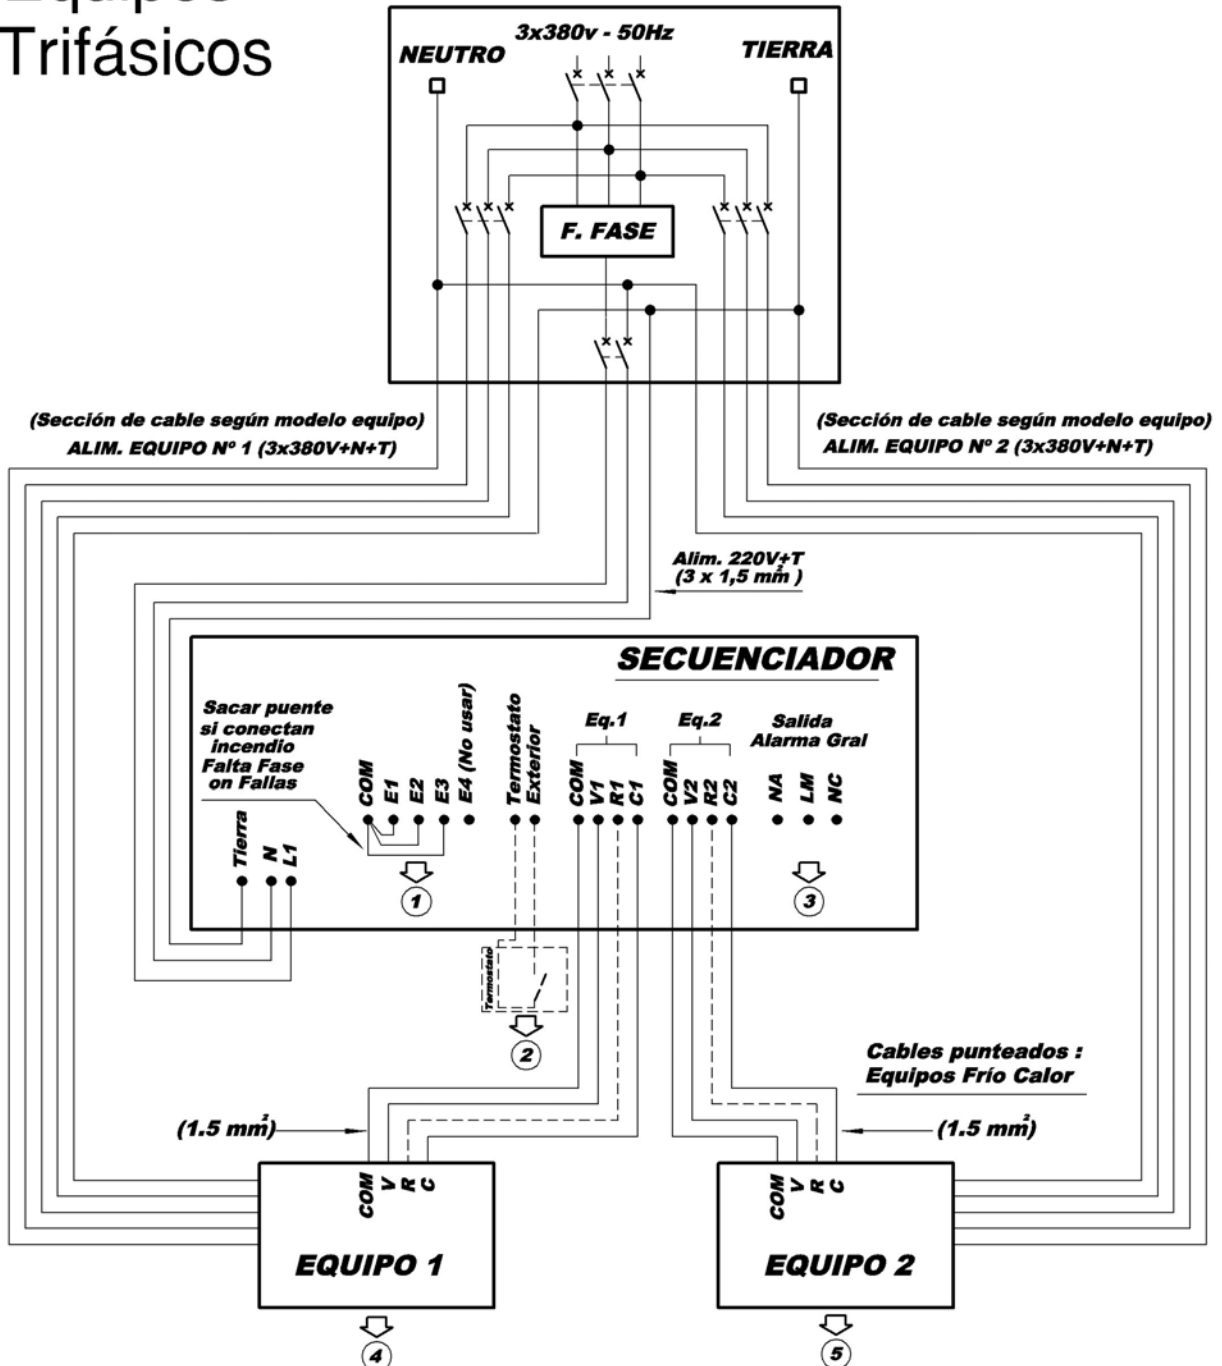 Equipos
Trifásicos
3x380v - 50Hz
NEUTRO
TIERRA
F. FASE
(Sección de cable según modelo equipo)
ALIM. EQUIPO Nº 1 (3x380V+N+T)
(Sección de cable según modelo equipo)
ALIM. EQUIPO Nº 2 (3x380V+N+T)
Alim. 220V+T
(3 x 1,5 mm²)
SECUENCIADOR
Sacar puente
si conectan
incendio
Falta Fase
on Fallas
COM
E1
E2
E3
E4 (No usar)
Termostato
Exterior
Eq.1
COM
V1
R1
C1
Eq.2
COM
V2
R2
C2
Salida
Alarma Gral
NA
LM
NC
Tierra
N
L1
1
3
Termostato
2
Cables punteados :
Equipos Frío Calor
(1.5 mm²)
(1.5 mm²)
COM
V
R
C
EQUIPO 1
COM
V
R
C
EQUIPO 2
4
5